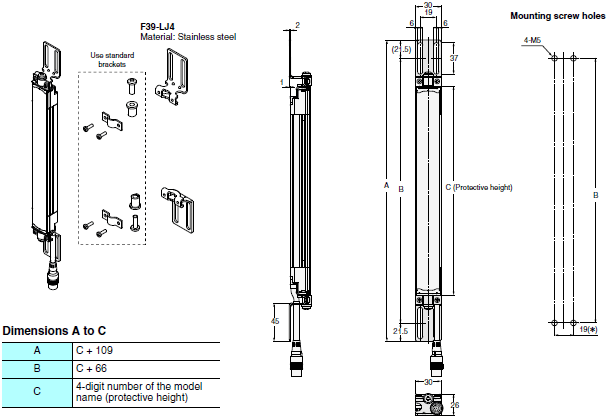 F39-LJ4
Material: Stainless steel
Use standard
brackets
2
1
45
30
19
6
6
(21.5)
37
A
B
C (Protective height)
21.5
30
26
Mounting screw holes
4-M5
B
19(*)
Dimensions A to C
A C + 109
B C + 66
C 4-digit number of the model
name (protective height)